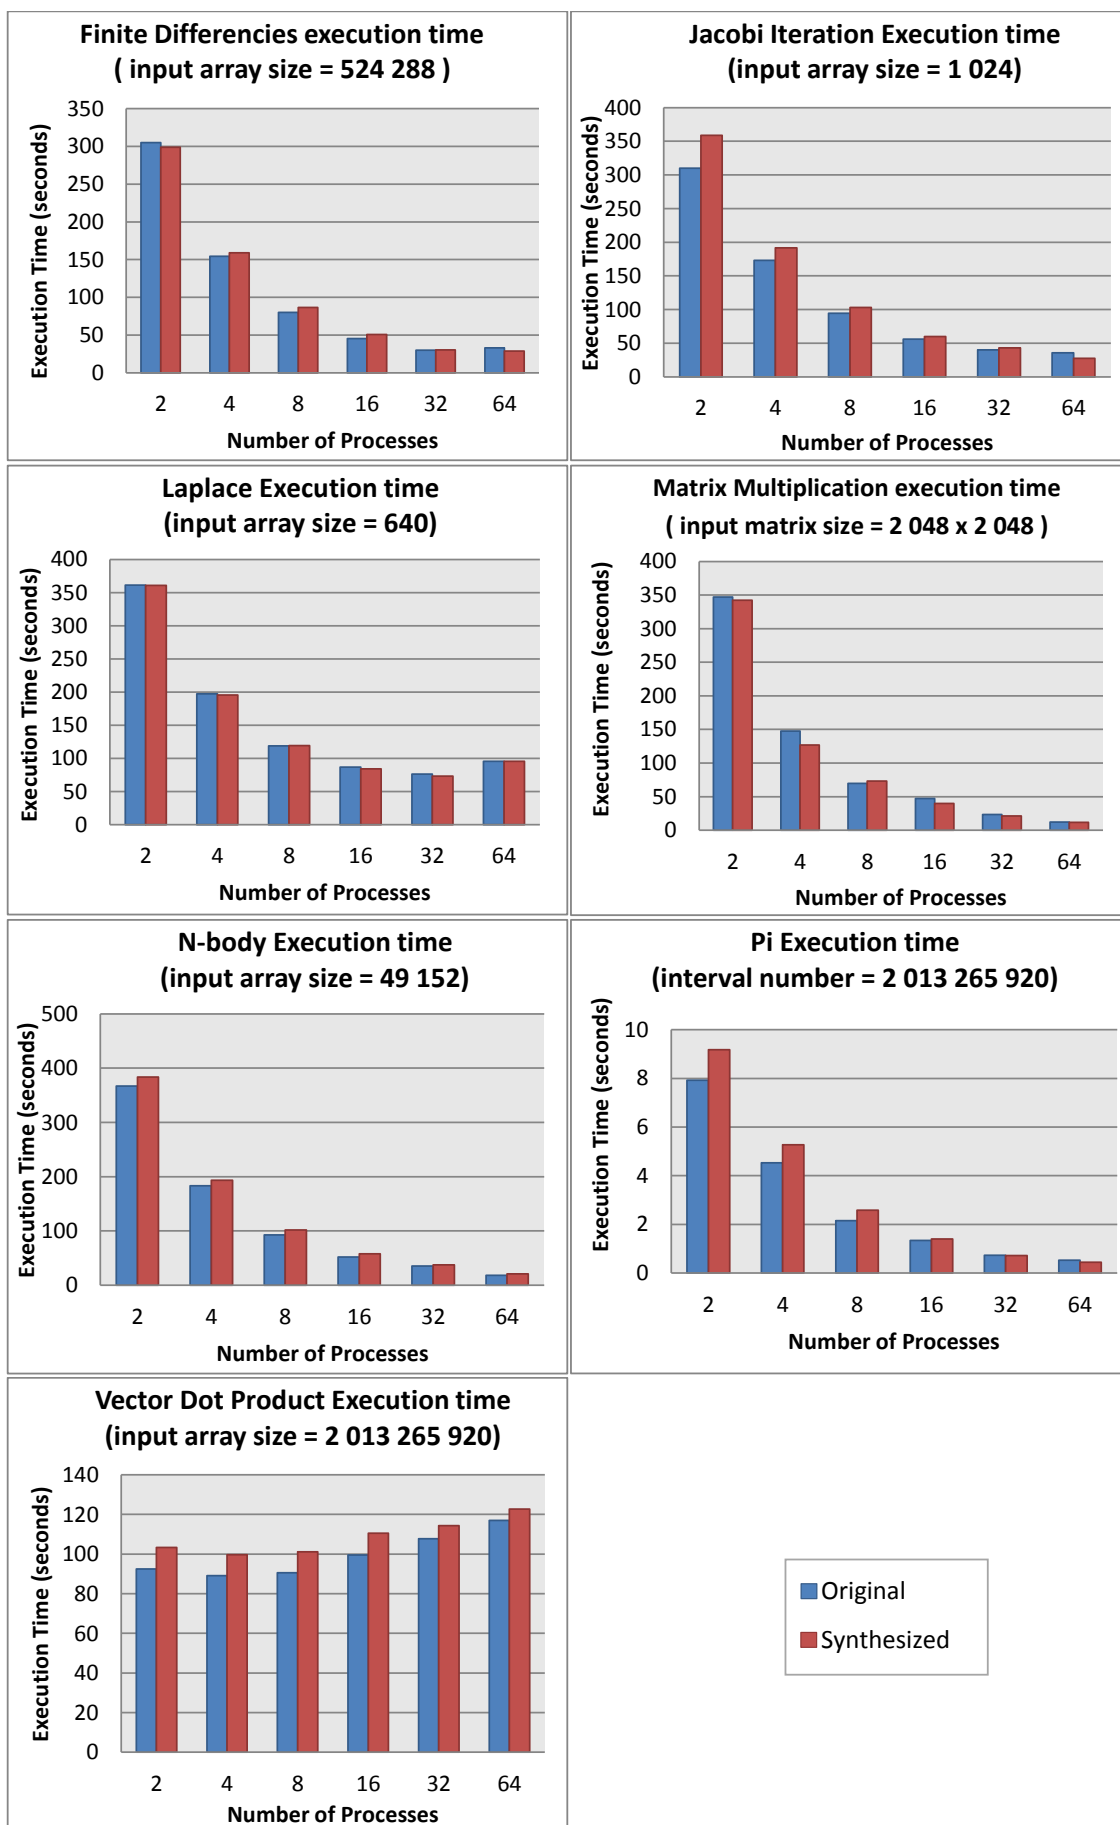 Finite Differencies execution time
( input array size = 524 288 )
Execution Time (seconds)
350
300
250
200
150
100
50
0
2 4 8 16 32 64
Number of Processes
Jacobi Iteration Execution time
(input array size = 1 024)
Execution Time (seconds)
400
350
300
250
200
150
100
50
0
2 4 8 16 32 64
Number of Processes
Laplace Execution time
(input array size = 640)
Execution Time (seconds)
400
350
300
250
200
150
100
50
0
2 4 8 16 32 64
Number of Processes
Matrix Multiplication execution time
( input matrix size = 2 048 x 2 048 )
Execution Time (seconds)
400
350
300
250
200
150
100
50
0
2 4 8 16 32 64
Number of Processes
N-body Execution time
(input array size = 49 152)
Execution Time (seconds)
500
400
300
200
100
0
2 4 8 16 32 64
Number of Processes
Pi Execution time
(interval number = 2 013 265 920)
Execution Time (seconds)
10
8
6
4
2
0
2 4 8 16 32 64
Number of Processes
Vector Dot Product Execution time
(input array size = 2 013 265 920)
Execution Time (seconds)
140
120
100
80
60
40
20
0
2 4 8 16 32 64
Number of Processes
Original
Synthesized